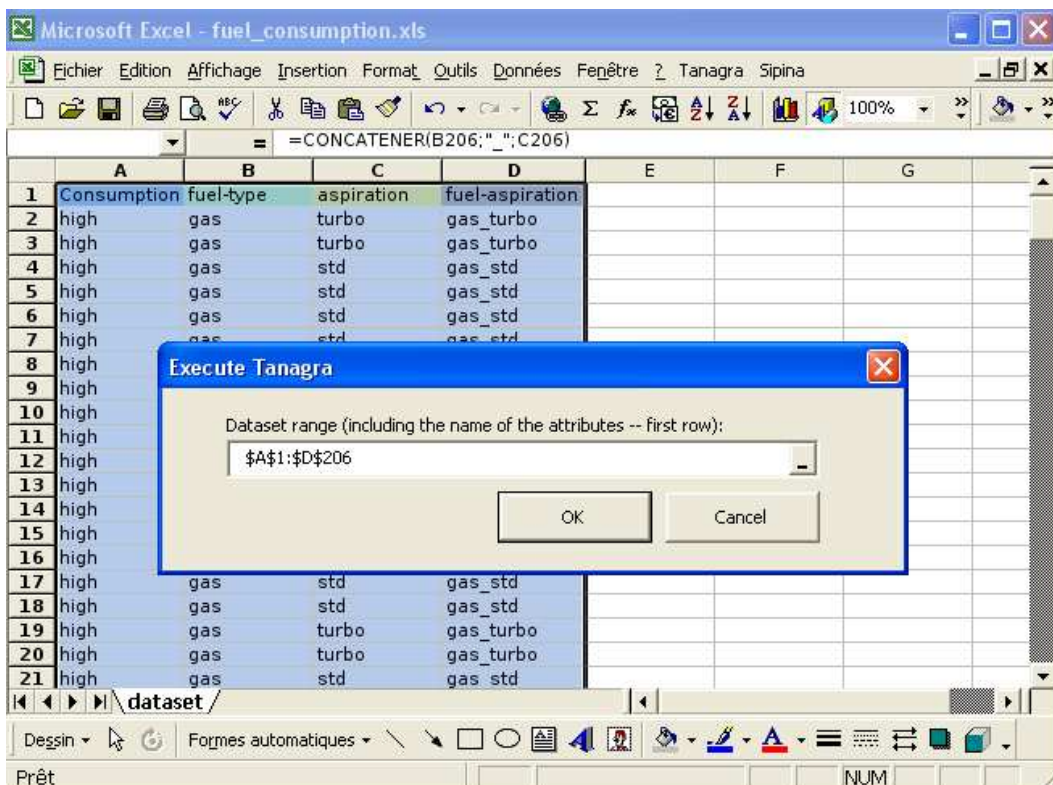 Microsoft Excel - fuel_consumption.xls
Fichier Edition Affichage Insertion Format Outils Données Fenêtre ? Tanagra Sipina
100%
= =CONCATENER(B206;"_";C206)
A B C D E F G
1 Consumption fuel-type aspiration fuel-aspiration
2 high gas turbo gas_turbo
3 high gas turbo gas_turbo
4 high gas std gas_std
5 high gas std gas_std
6 high gas std gas_std
7 high gas std gas_std
8 high
9 high
10 high
11 high
12 high
13 high
14 high
15 high
16 high
Execute Tanagra
Dataset range (including the name of the attributes -- first row):
$A$1:$D$206
OK Cancel
17 high gas std gas_std
18 high gas std gas_std
19 high gas turbo gas_turbo
20 high gas turbo gas_turbo
21 high gas std gas_std
dataset
Dessin Formes automatiques
Prêt NUM